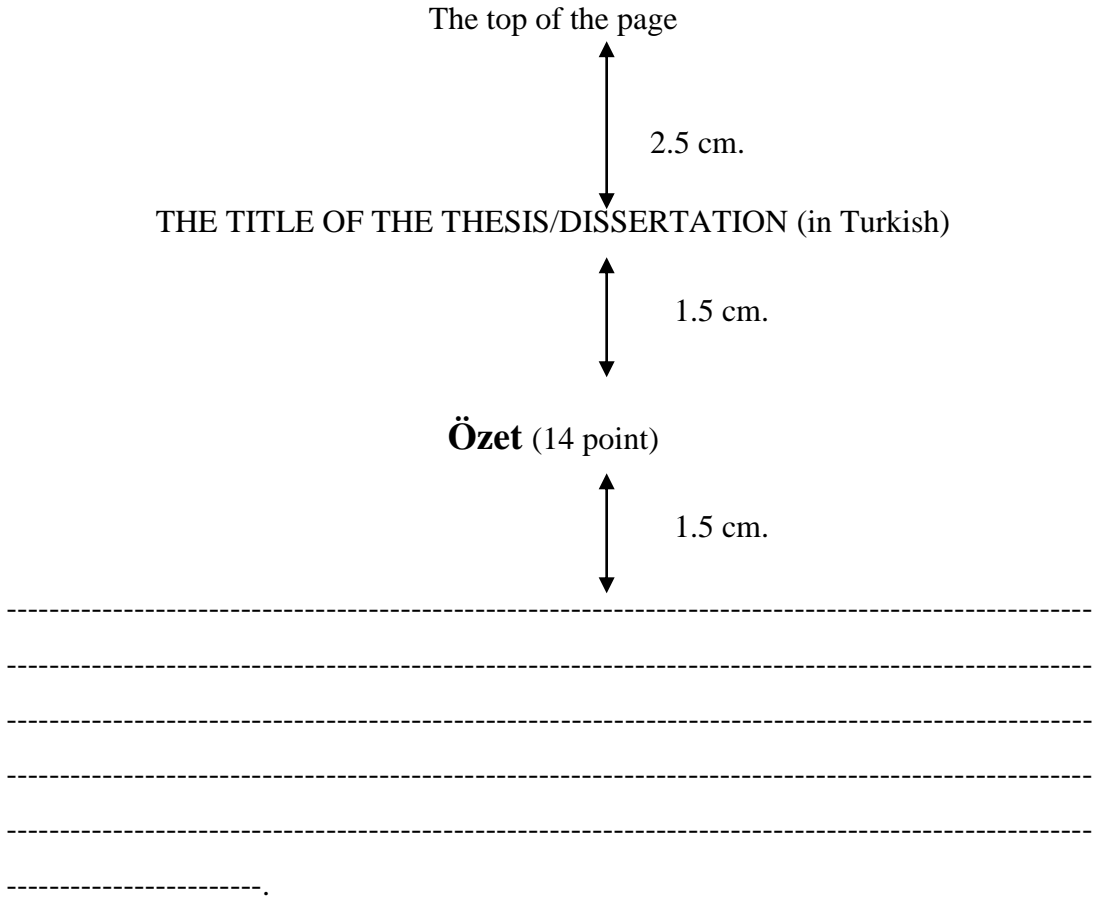 The top of the page
2.5 cm.
THE TITLE OF THE THESIS/DISSERTATION (in Turkish)
1.5 cm.
Özet (14 point)
1.5 cm.
------------------------------------------------------------------------------------------------------
------------------------------------------------------------------------------------------------------
------------------------------------------------------------------------------------------------------
------------------------------------------------------------------------------------------------------
------------------------------------------------------------------------------------------------------
------------------------.